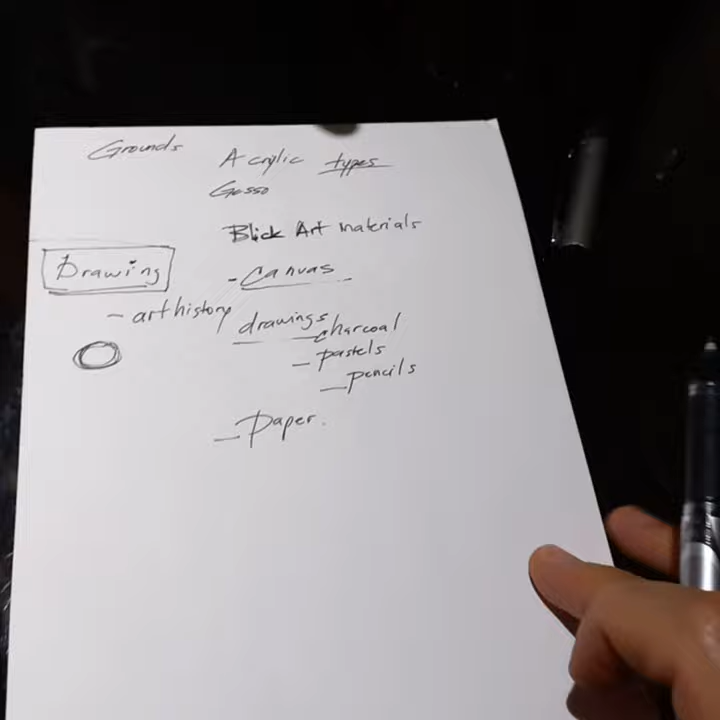 Grounds Acrylic types
Gesso
Blick Art Materials
Drawing
- Canvas -
- art history
drawings
- charcoal
- pastels
- pencils
- Paper.